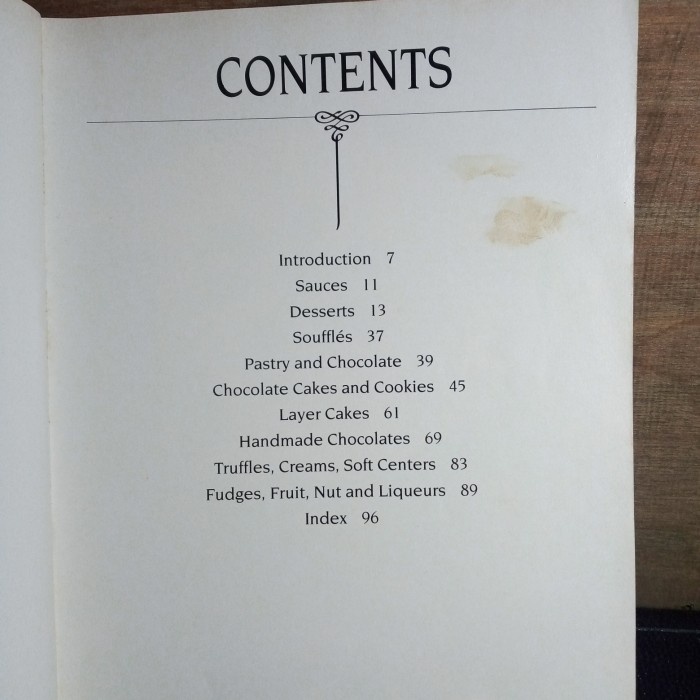 CONTENTS
Introduction 7
Sauces 11
Desserts 13
Soufflés 37
Pastry and Chocolate 39
Chocolate Cakes and Cookies 45
Layer Cakes 61
Handmade Chocolates 69
Truffles, Creams, Soft Centers 83
Fudges, Fruit, Nut and Liqueurs 89
Index 96